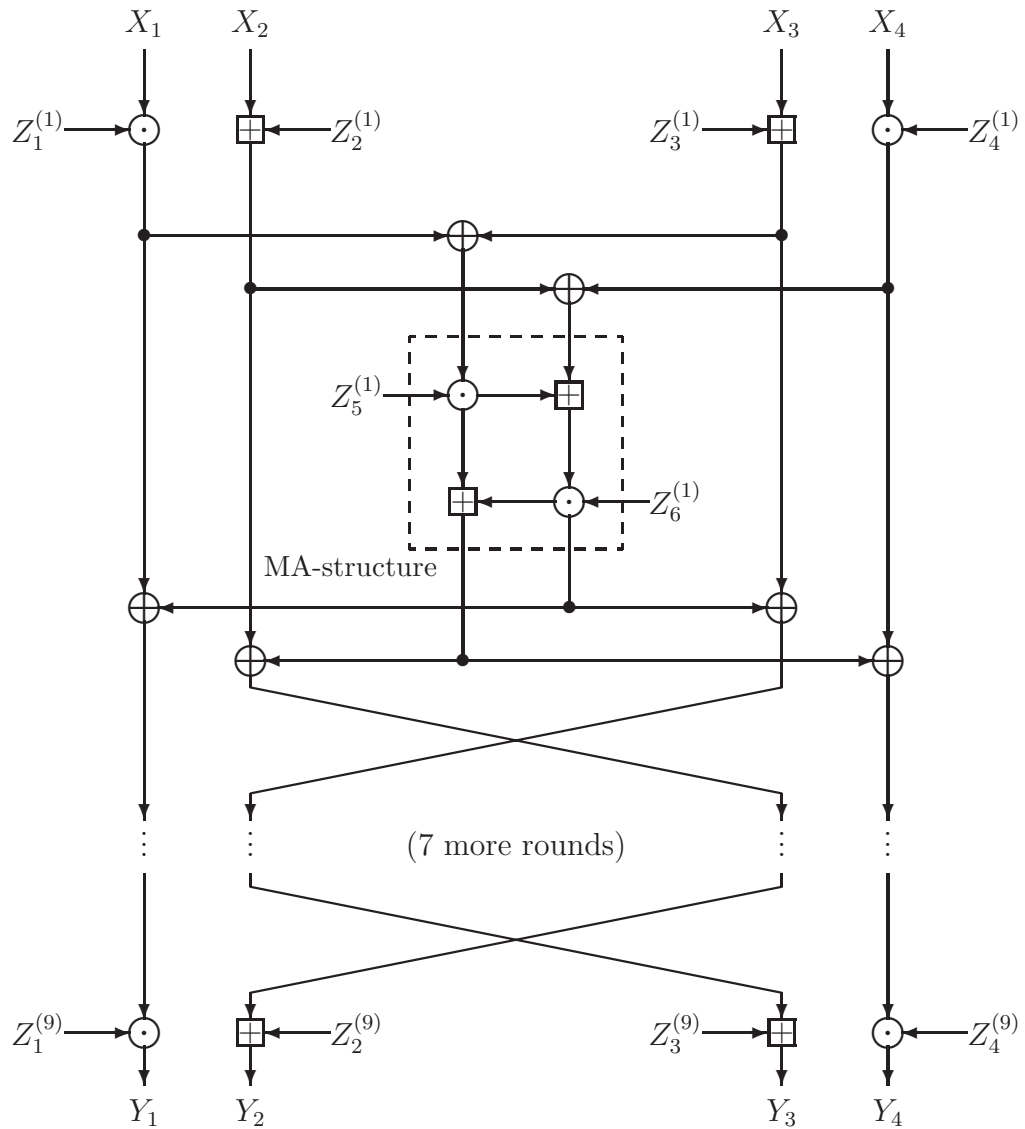 X₁ X₂ X₃ X₄
Z₁⁽¹⁾ Z₂⁽¹⁾ Z₃⁽¹⁾ Z₄⁽¹⁾
Z₅⁽¹⁾
Z₆⁽¹⁾
MA-structure
(7 more rounds)
Z₁⁽⁹⁾ Z₂⁽⁹⁾ Z₃⁽⁹⁾ Z₄⁽⁹⁾
Y₁ Y₂ Y₃ Y₄